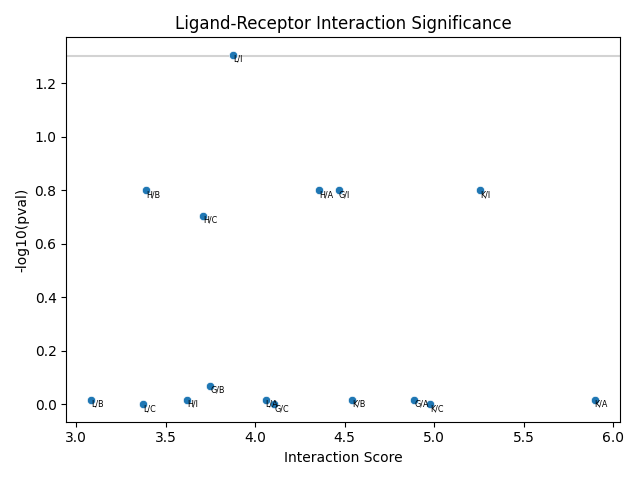 Ligand-Receptor Interaction Significance
-log10(pval)
1.2
1.0
0.8
0.6
0.4
0.2
0.0
L/I
H/B
H/A
G/I
K/I
H/C
G/B
L/B
L/C
H/I
L/A
G/C
K/B
G/A
K/C
K/A
3.0 3.5 4.0 4.5 5.0 5.5 6.0
Interaction Score